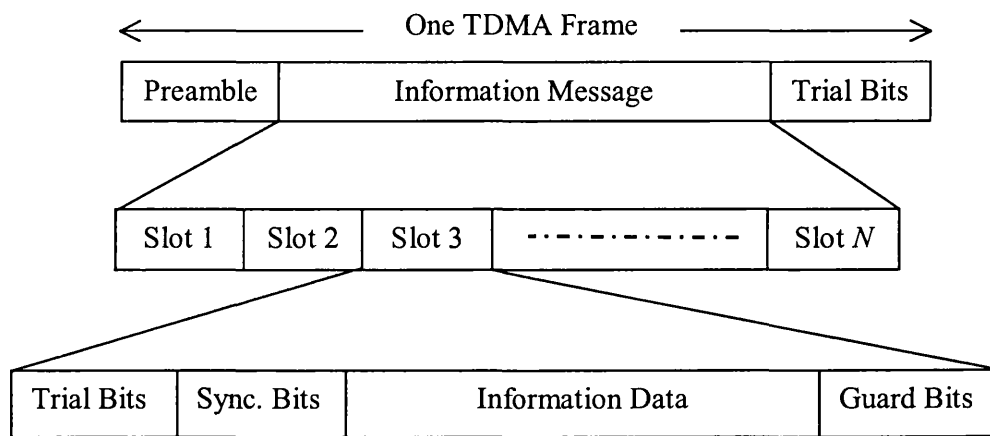 One TDMA Frame
Preamble Information Message Trial Bits
Slot 1 Slot 2 Slot 3 Slot N
Trial Bits Sync. Bits Information Data Guard Bits